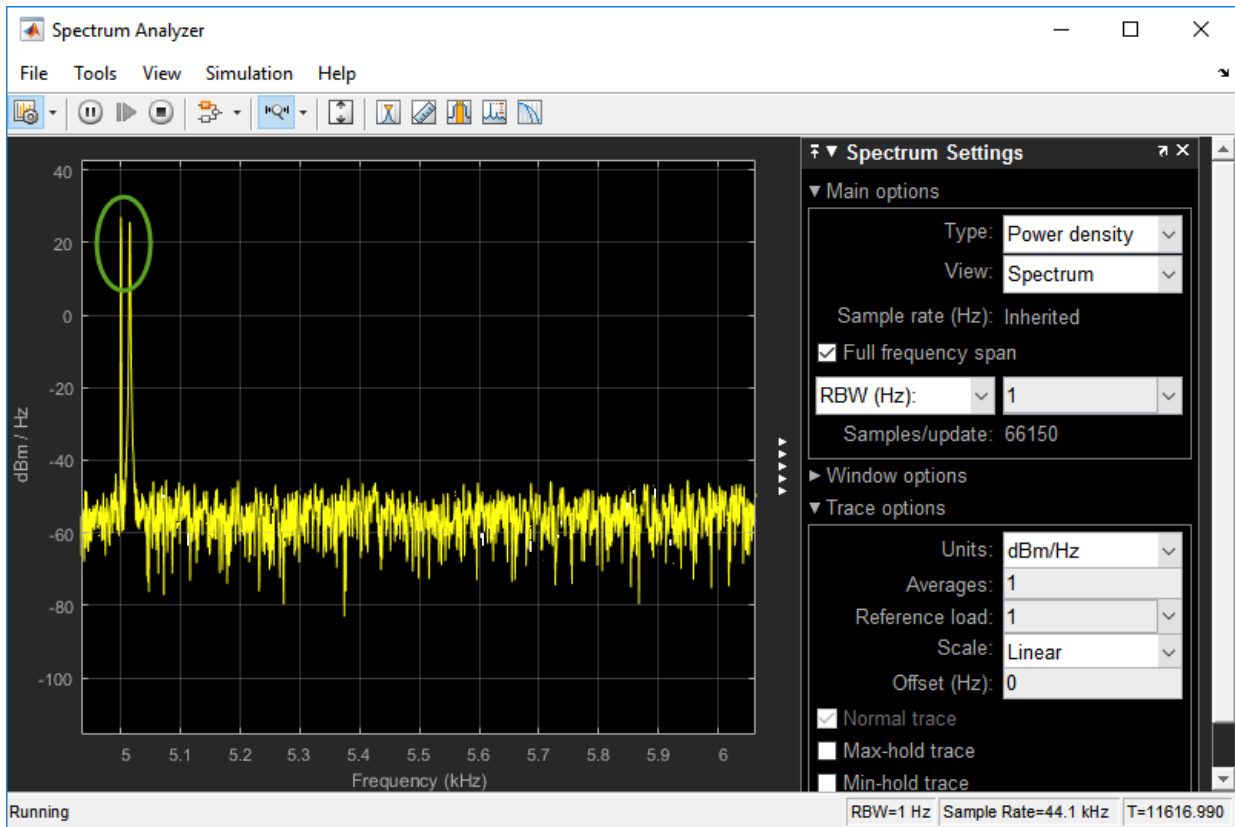 Spectrum Analyzer
File Tools View Simulation Help
40
20
0
-20
-40
-60
-80
-100
dBm / Hz
5 5.1 5.2 5.3 5.4 5.5 5.6 5.7 5.8 5.9 6
Frequency (kHz)
Spectrum Settings
Main options
Type: Power density
View: Spectrum
Sample rate (Hz): Inherited
Full frequency span
RBW (Hz): 1
Samples/update: 66150
Window options
Trace options
Units: dBm/Hz
Averages: 1
Reference load: 1
Scale: Linear
Offset (Hz): 0
Normal trace
Max-hold trace
Min-hold trace
Running RBW=1 Hz Sample Rate=44.1 kHz T=11616.990